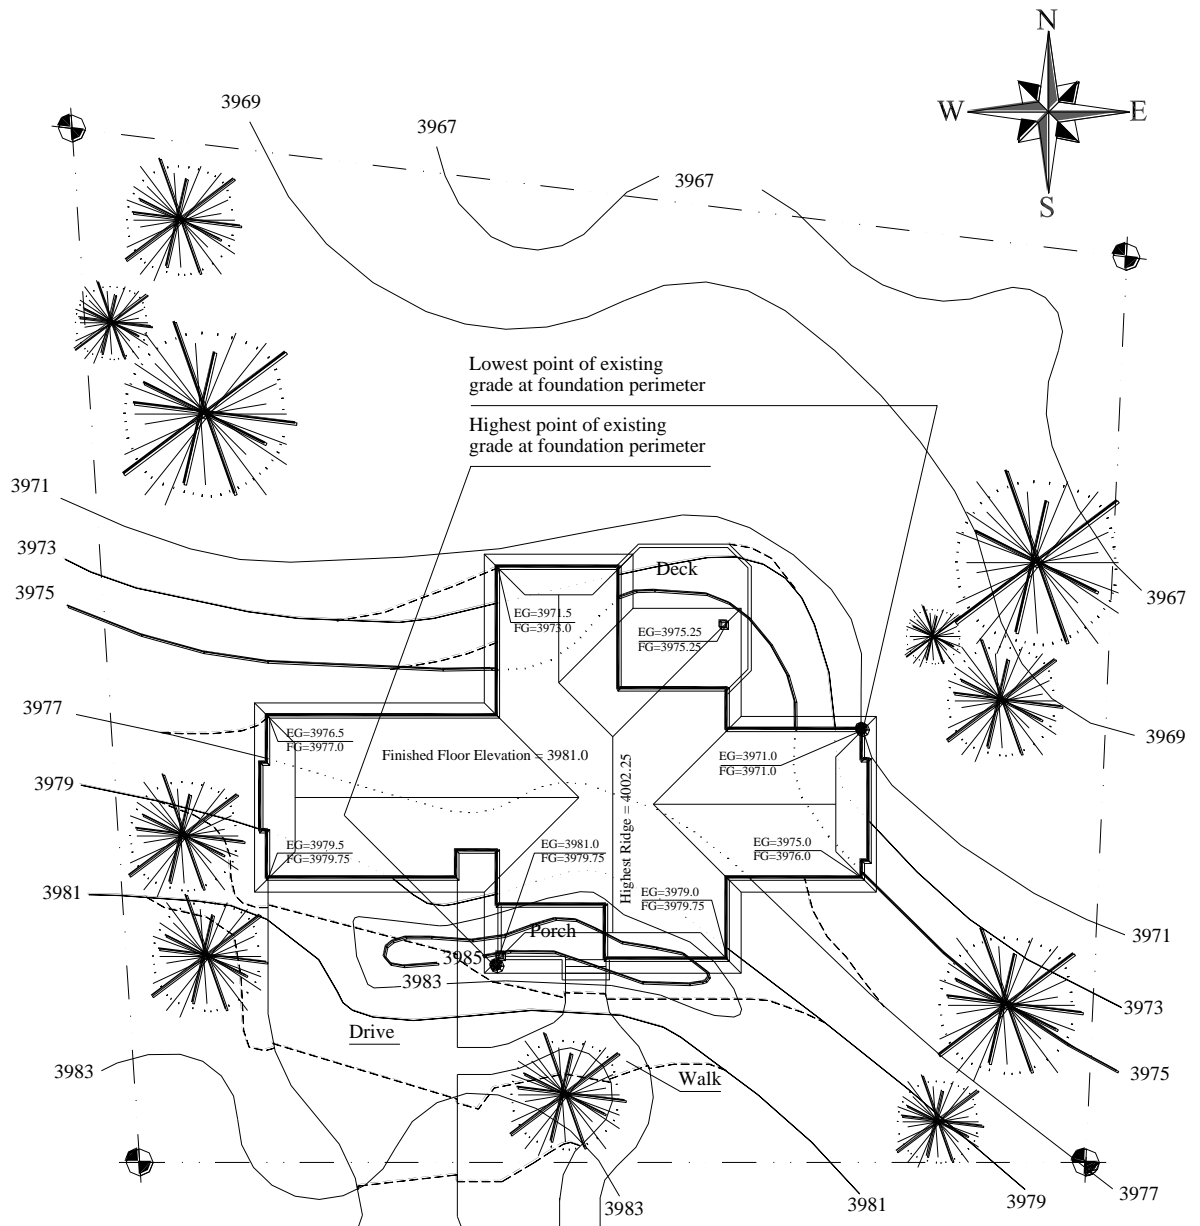 N
3969
3967
W
E
3967
S
Lowest point of existing
grade at foundation perimeter
Highest point of existing
grade at foundation perimeter
3971
3973
3975
Deck
3967
EG=3971.5
FG=3973.0
EG=3975.25
FG=3975.25
3977
EG=3976.5
FG=3977.0
Finished Floor Elevation = 3981.0
Highest Ridge = 4002.25
EG=3971.0
FG=3971.0
3969
3979
EG=3979.5
FG=3979.75
EG=3981.0
FG=3979.75
EG=3975.0
FG=3976.0
3981
EG=3979.0
FG=3979.75
Porch
3971
3985
3983
3973
Drive
3983
Walk
3975
3983
3981
3979
3977